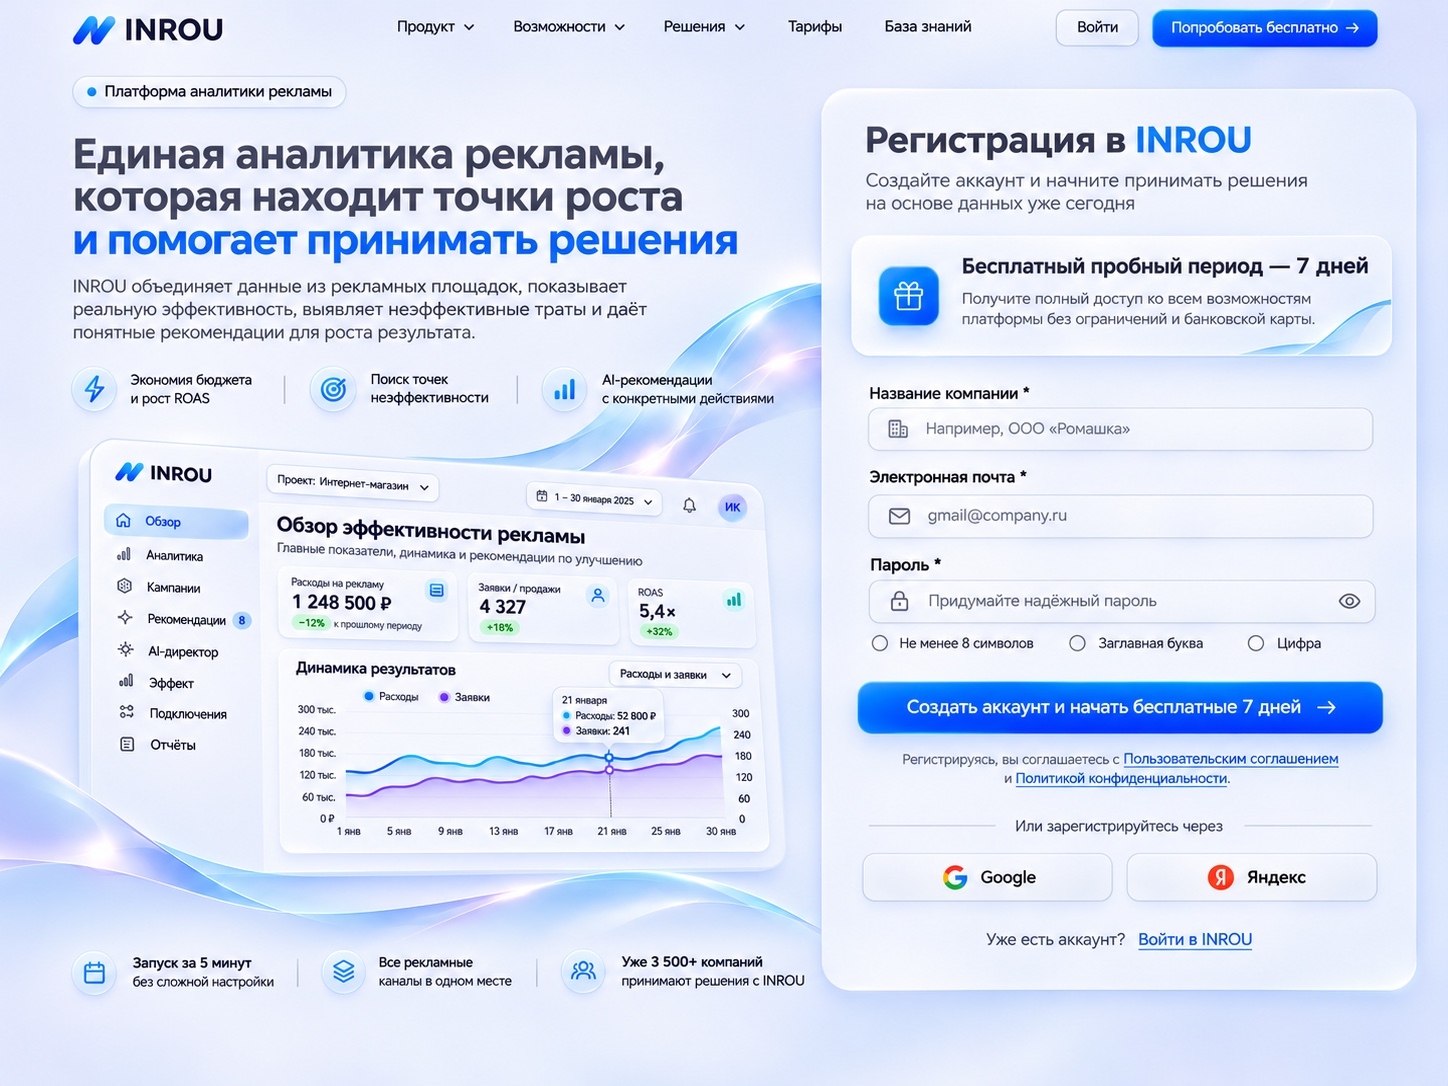 INROU
Продукт
Возможности
Решения
Тарифы
База знаний
Войти
Попробовать бесплатно →
Платформа аналитики рекламы
Единая аналитика рекламы,
которая находит точки роста
и помогает принимать решения
INROU объединяет данные из рекламных площадок, показывает
реальную эффективность, выявляет неэффективные траты и даёт
понятные рекомендации для роста результата.
Экономия бюджета
и рост ROAS
Поиск точек
неэффективности
AI-рекомендации
с конкретными действиями
INROU
Проект: Интернет-магазин
1 – 30 января 2025
ИК
Обзор
Аналитика
Кампании
Рекомендации 8
AI-директор
Эффект
Подключения
Отчёты
Обзор эффективности рекламы
Главные показатели, динамика и рекомендации по улучшению
Расходы на рекламу
1 248 500 ₽
−12% к прошлому периоду
Заявки / продажи
4 327
+18%
ROAS
5,4×
+32%
Динамика результатов
Расходы и заявки
Расходы
Заявки
21 января
Расходы: 52 800 ₽
Заявки: 241
300 тыс.
240 тыс.
180 тыс.
120 тыс.
60 тыс.
0 ₽
300
240
180
120
60
0
1 янв
5 янв
9 янв
13 янв
17 янв
21 янв
25 янв
30 янв
Запуск за 5 минут
без сложной настройки
Все рекламные
каналы в одном месте
Уже 3 500+ компаний
принимают решения с INROU
Регистрация в INROU
Создайте аккаунт и начните принимать решения
на основе данных уже сегодня
Бесплатный пробный период — 7 дней
Получите полный доступ ко всем возможностям
платформы без ограничений и банковской карты.
Название компании *
Например, ООО «Ромашка»
Электронная почта *
gmail@company.ru
Пароль *
Придумайте надёжный пароль
Не менее 8 символов
Заглавная буква
Цифра
Создать аккаунт и начать бесплатные 7 дней →
Регистрируясь, вы соглашаетесь с Пользовательским соглашением
и Политикой конфиденциальности.
Или зарегистрируйтесь через
Google
Яндекс
Уже есть аккаунт? Войти в INROU